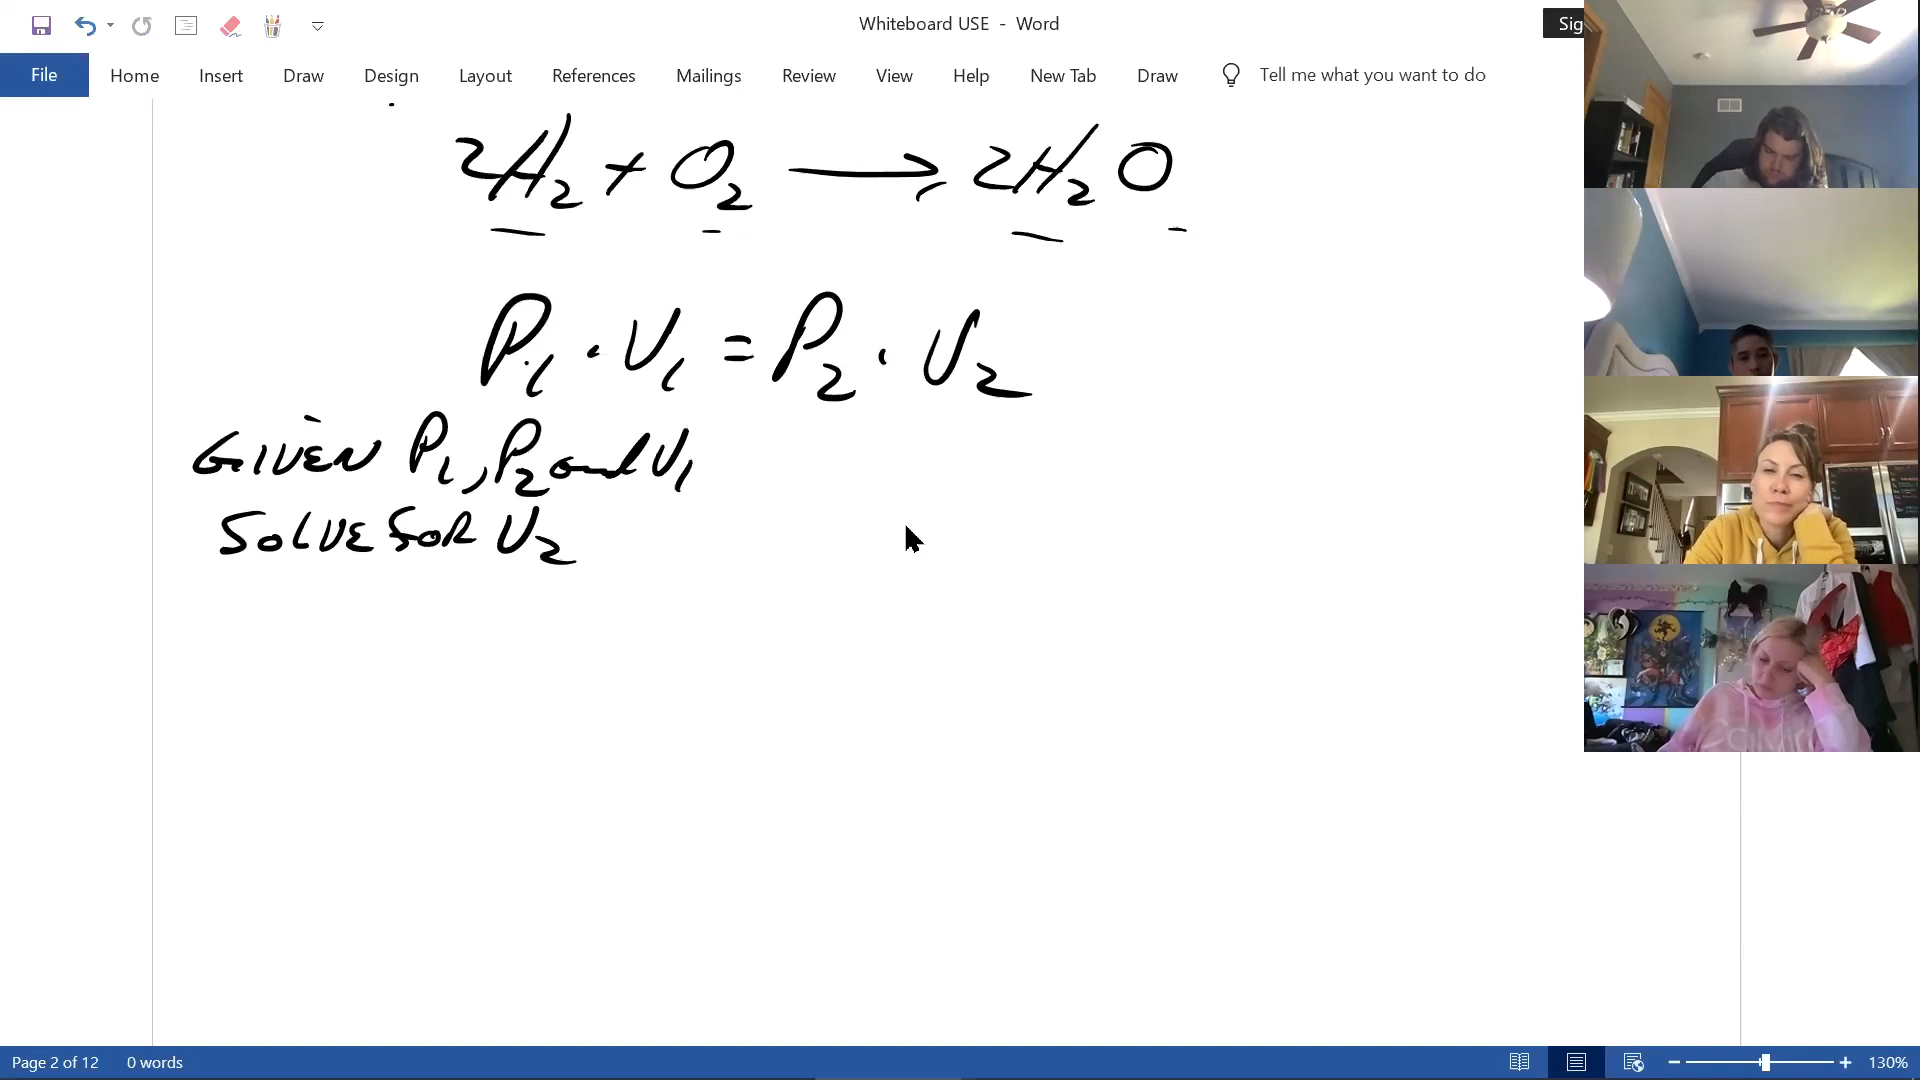 Whiteboard USE - Word
Sig
File Home Insert Draw Design Layout References Mailings Review View Help New Tab Draw Tell me what you want to do
2H₂ + O₂ → 2H₂O
P₁ · V₁ = P₂ · V₂
GIVEN P₁, P₂ and V₁
SOLVE FOR V₂
Page 2 of 12 0 words 130%